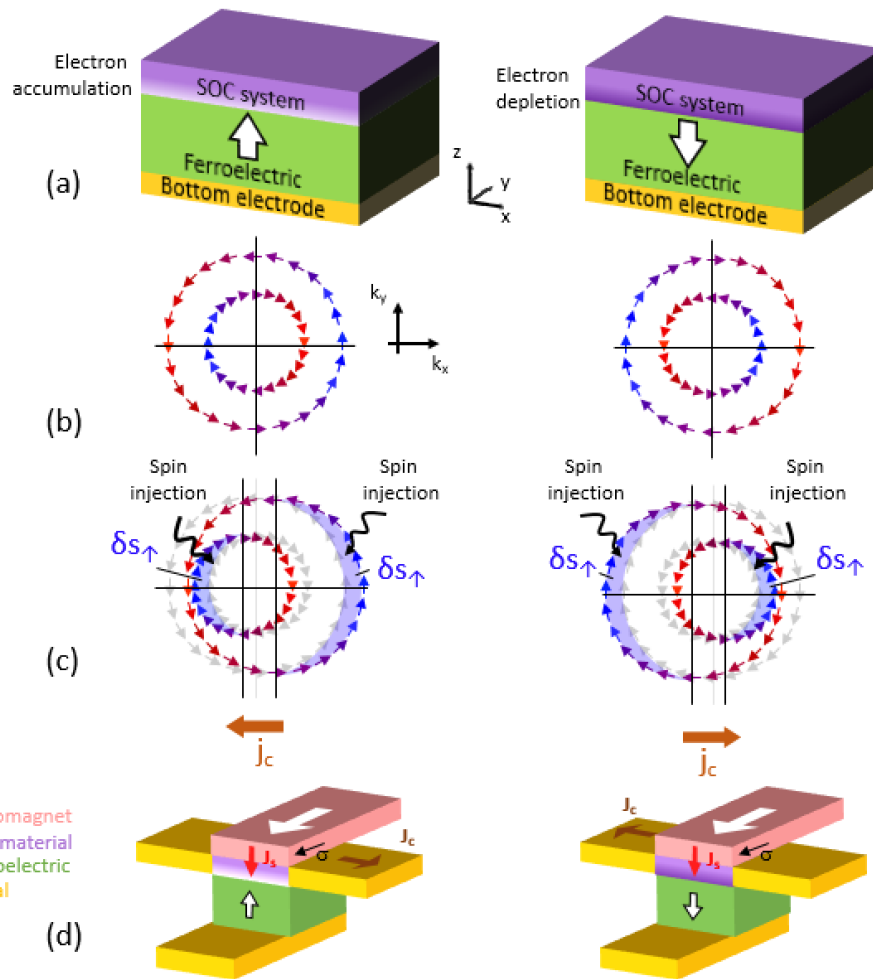 Electron
accumulation
SOC system
Ferroelectric
Bottom electrode
(a)
z
y
x
Electron
depletion
SOC system
Ferroelectric
Bottom electrode
(b)
ky
kx
(c)
Spin
injection
Spin
injection
δs↑
δs↑
jc
Spin
injection
Spin
injection
δs↑
δs↑
jc
(d)
omagnet
material
oelectric
al
Jc
Js
σ
Jc
Js
σ